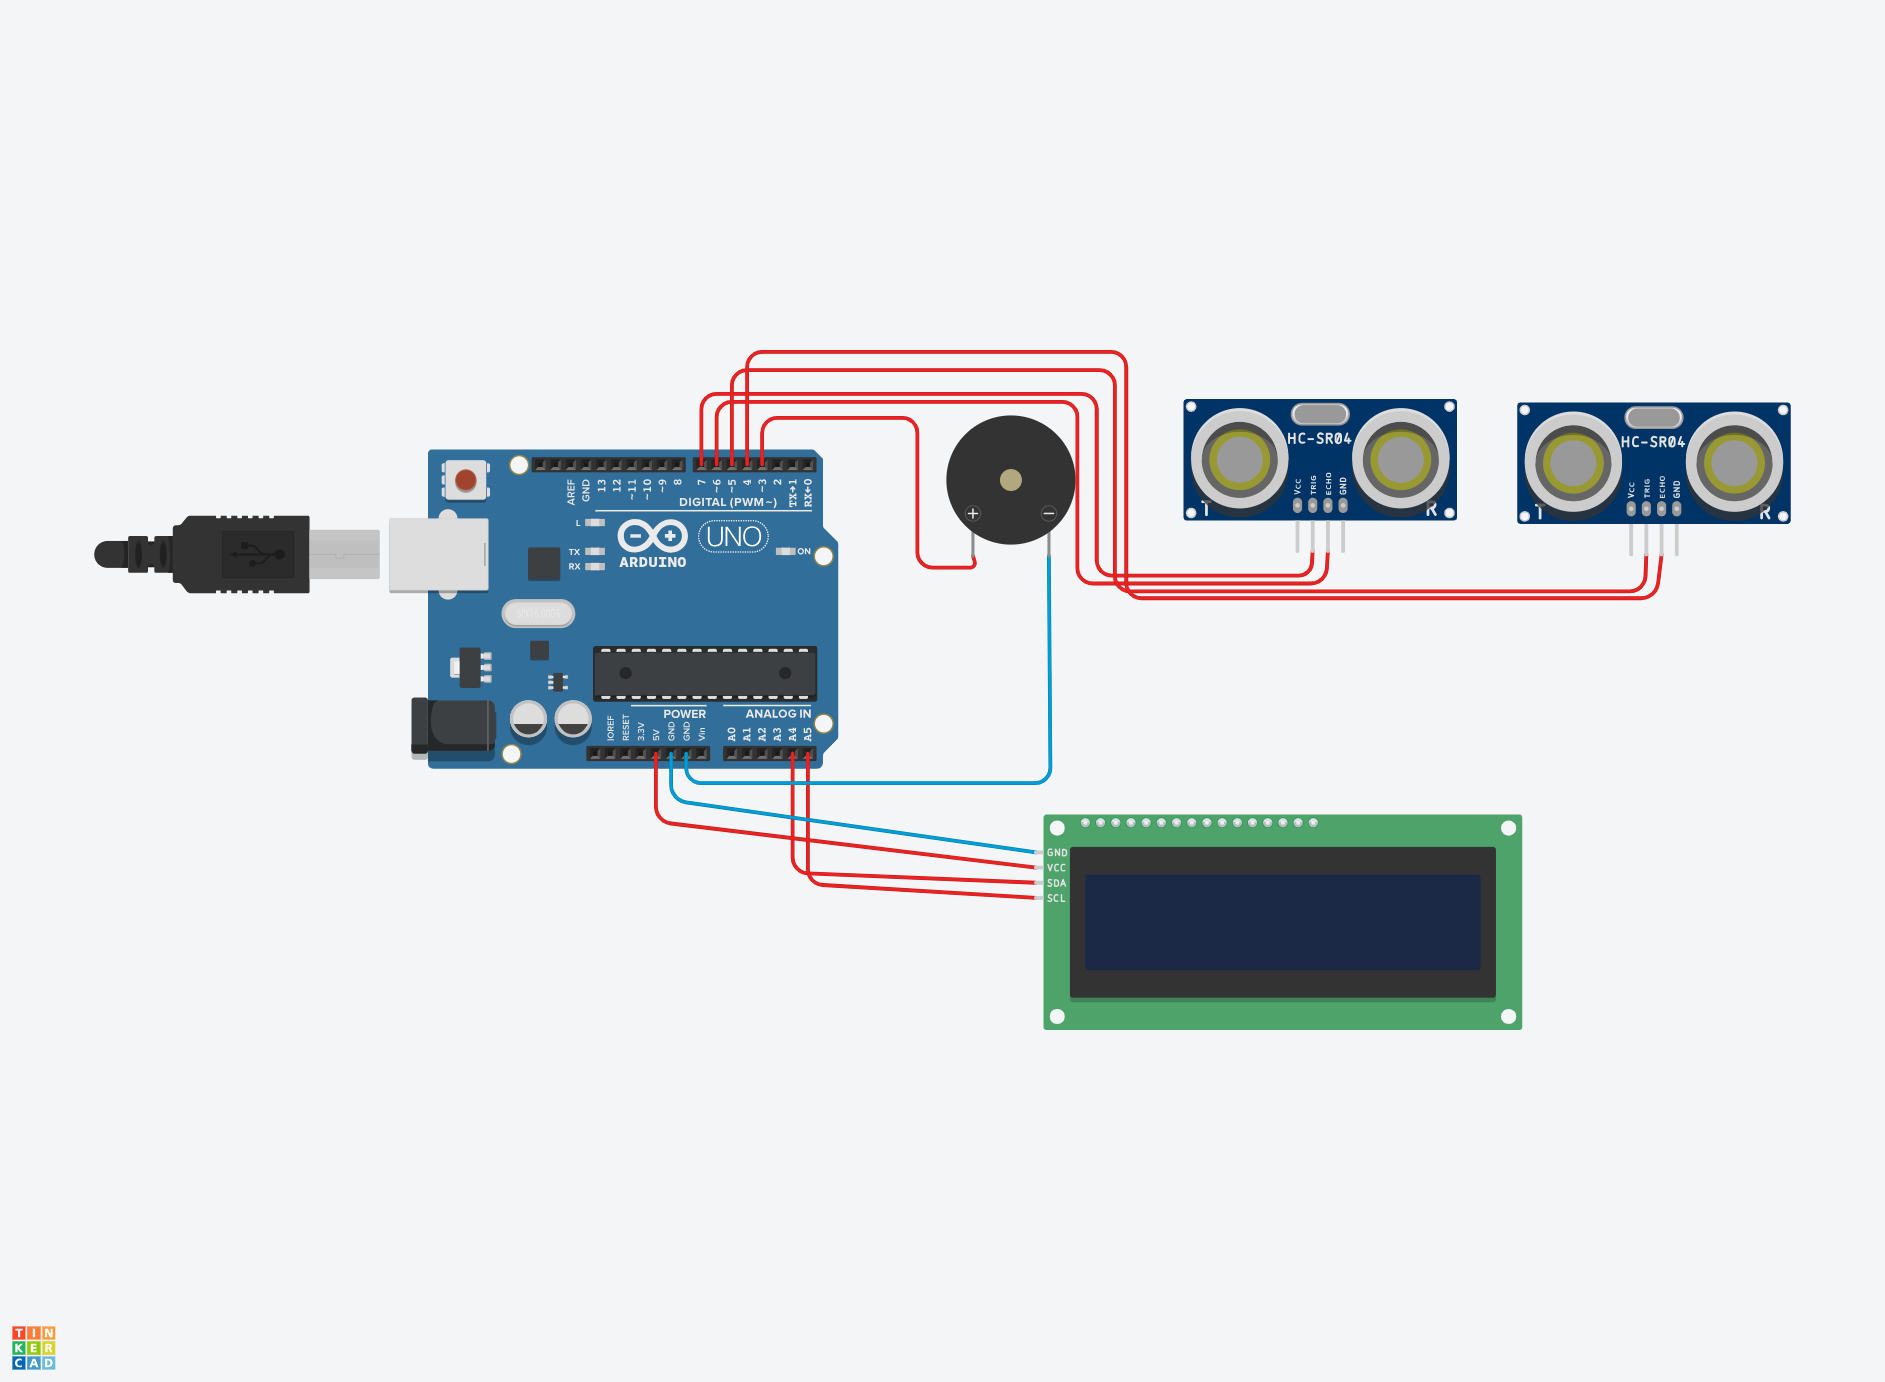 HC-SR04
VCC
TRIG
ECHO
GND
T
R
HC-SR04
VCC
TRIG
ECHO
GND
T
R
AREF
GND
13
12
~11
~10
~9
8
7
~6
~5
4
~3
2
TX→1
RX←0
DIGITAL (PWM~)
L
TX
RX
ARDUINO
UNO
ON
POWER
ANALOG IN
IOREF
RESET
3.3V
5V
GND
GND
Vin
A0
A1
A2
A3
A4
A5
GND
VCC
SDA
SCL
TIN
KER
CAD